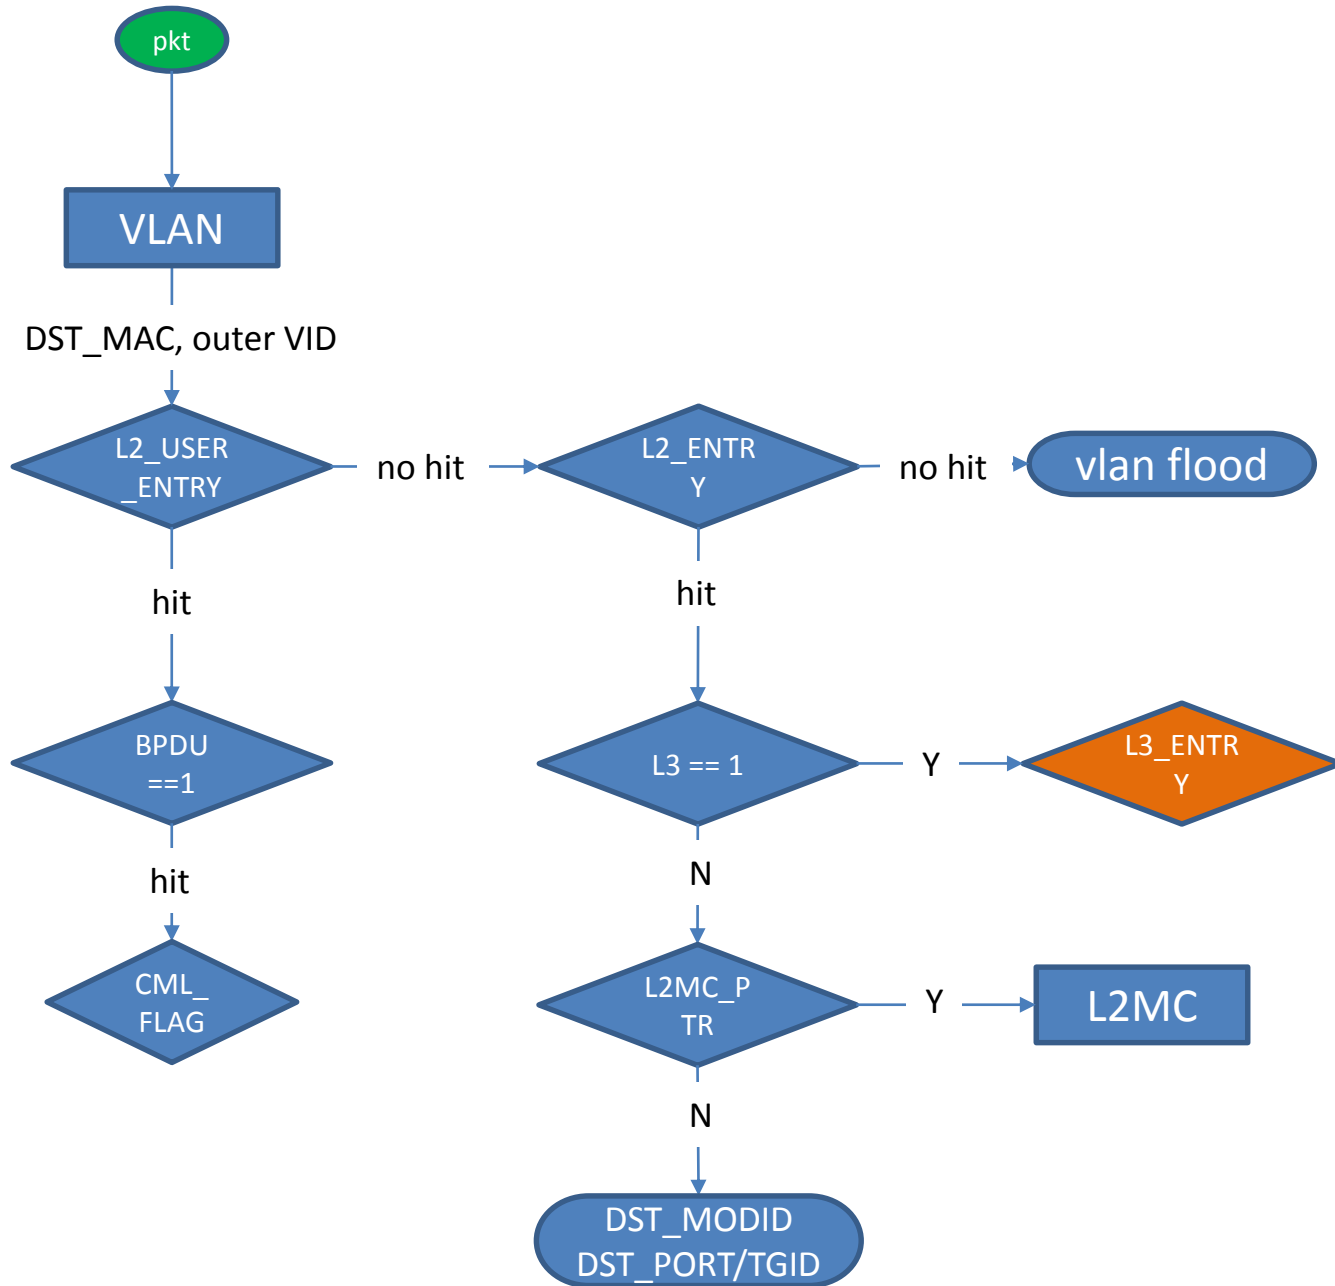 pkt
VLAN
DST_MAC, outer VID
L2_USER
_ENTRY
no hit
L2_ENTR
Y
no hit
vlan flood
hit
hit
BPDU
==1
L3 == 1
Y
L3_ENTR
Y
hit
N
CML_
FLAG
L2MC_P
TR
Y
L2MC
N
DST_MODID
DST_PORT/TGID